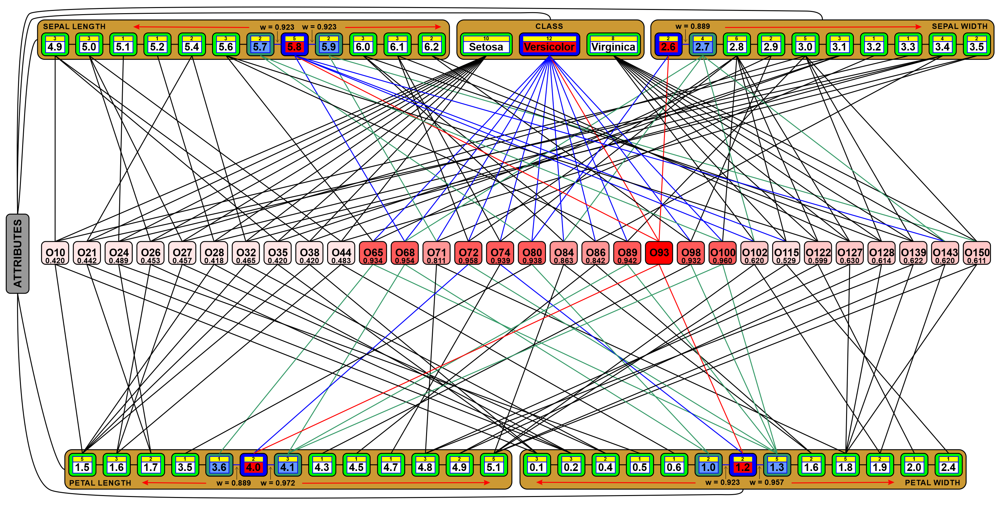 SEPAL LENGTH w = 0.923 w = 0.923
3 3 1 1 2 3 2 5 2 3 3 2
4.9 5.0 5.1 5.2 5.4 5.6 5.7 5.8 5.9 6.0 6.1 6.2
CLASS
10 12 8
Setosa Versicolor Virginica
w = 0.889 SEPAL WIDTH
2 4 6 2 5 3 1 1 4 2
2.6 2.7 2.8 2.9 3.0 3.1 3.2 3.3 3.4 3.5
ATTRIBUTES
O10 O21 O24 O26 O27 O28 O32 O35 O38 O44 O65 O68 O71 O72 O74 O80 O84 O86 O89 O93 O98 O100 O102 O115 O122 O127 O128 O139 O143 O150
0.420 0.442 0.489 0.453 0.457 0.418 0.465 0.420 0.420 0.483 0.934 0.954 0.811 0.958 0.939 0.938 0.863 0.842 0.942 0.932 0.960 0.620 0.529 0.599 0.630 0.614 0.622 0.620 0.611
5 3 2 1 1 2 3 1 1 1 3 2 5
1.5 1.6 1.7 3.5 3.6 4.0 4.1 4.3 4.5 4.7 4.8 4.9 5.1
PETAL LENGTH w = 0.889 w = 0.972
3 3 2 1 1 2 2 5 2 5 2 1 1
0.1 0.2 0.4 0.5 0.6 1.0 1.2 1.3 1.6 1.8 1.9 2.0 2.4
w = 0.923 w = 0.957 PETAL WIDTH